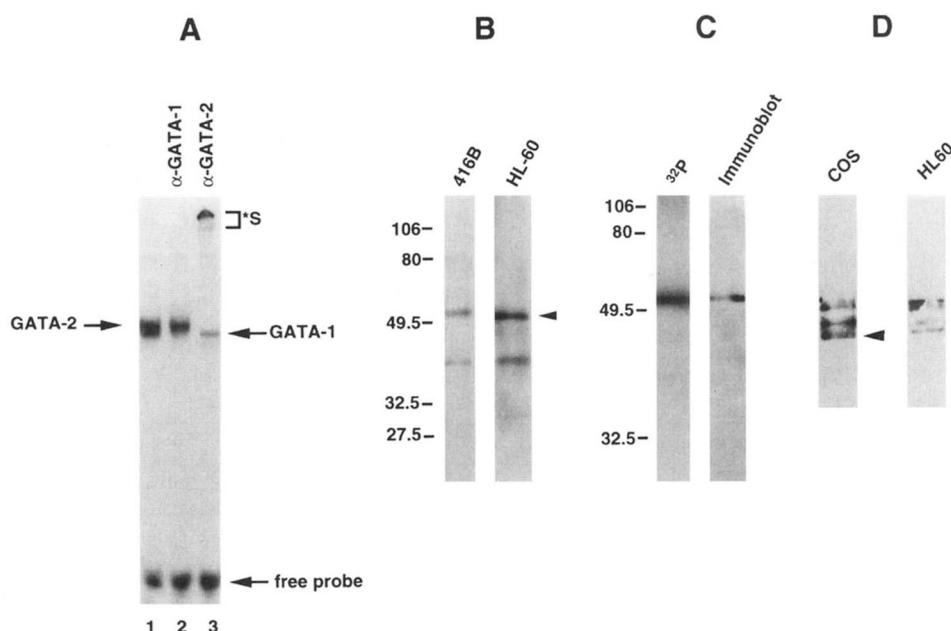 A
B
C
D
α-GATA-1
α-GATA-2
*S
GATA-2
GATA-1
free probe
1 2 3
416B
HL-60
106–
80 –
49.5 –
32.5–
27.5–
32P
Immunoblot
106–
80 –
49.5 –
32.5 –
COS
HL60